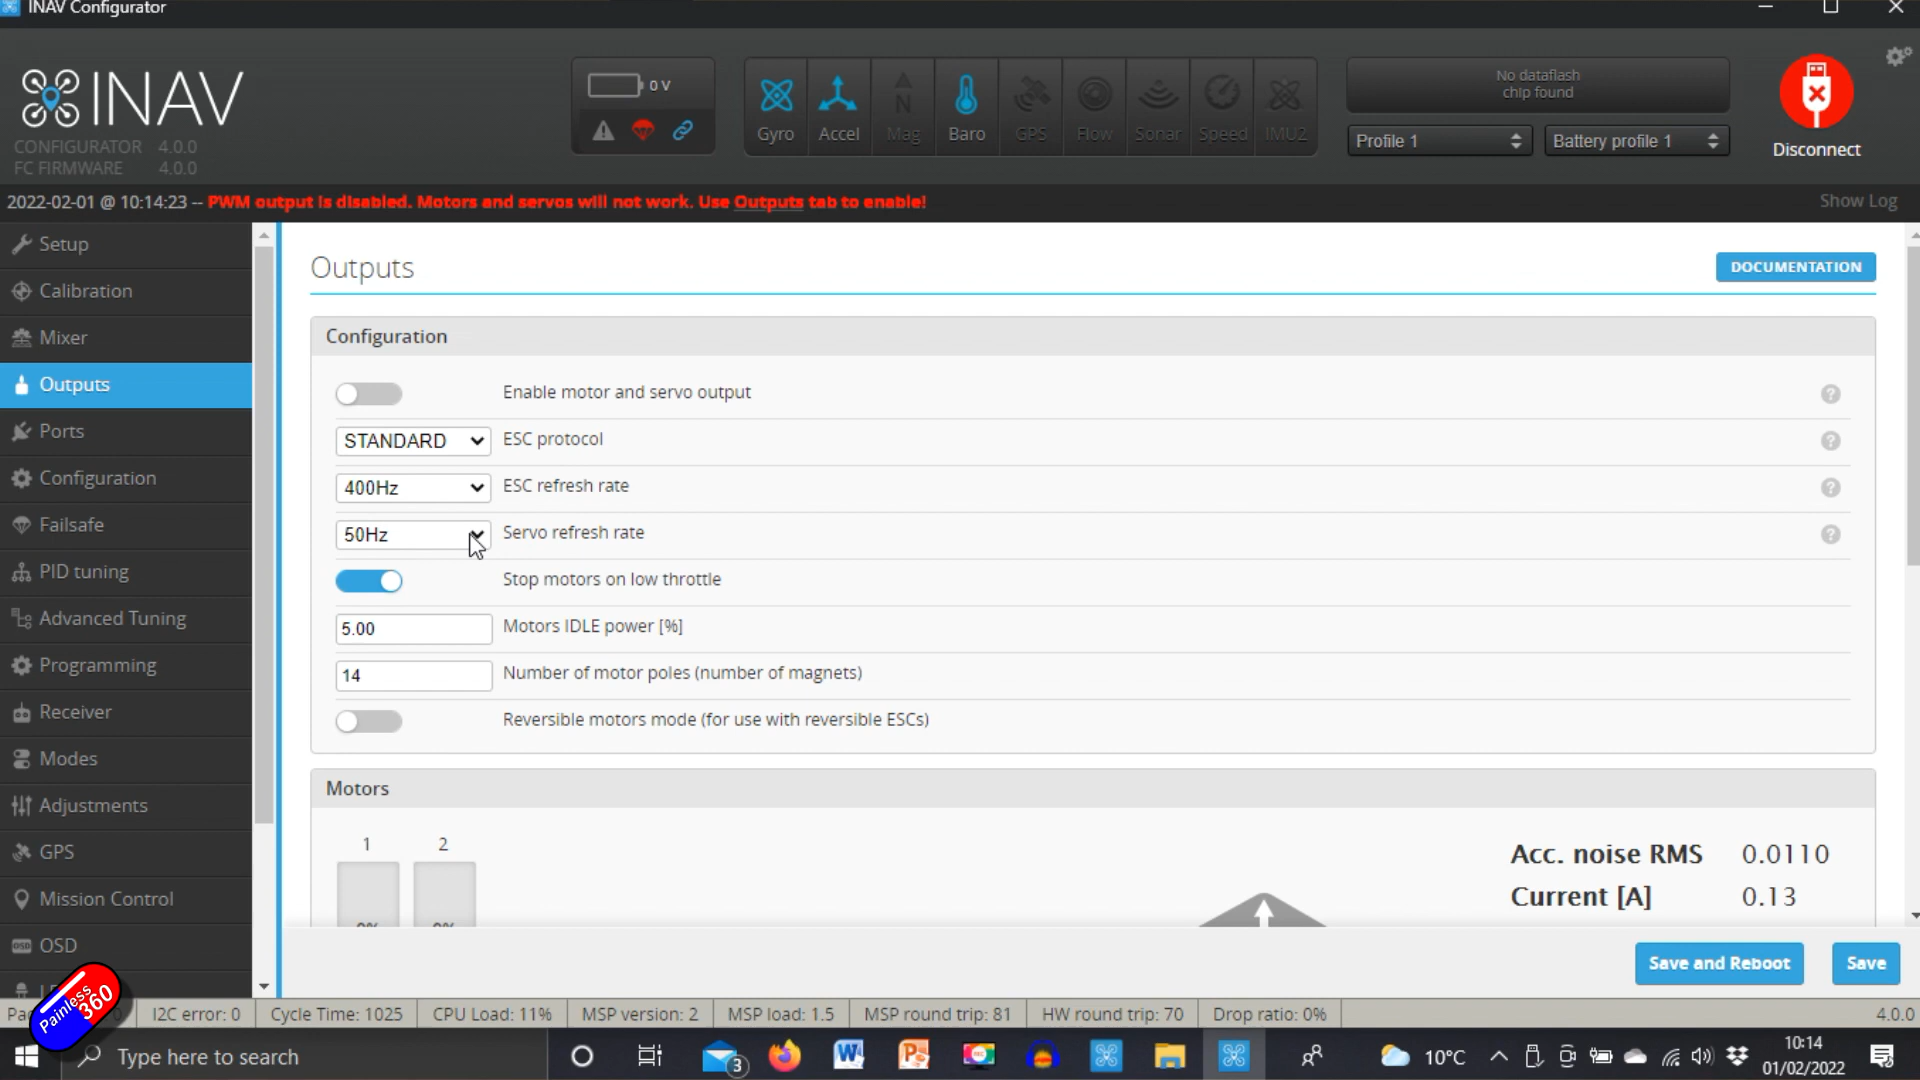 INAV Configurator
INAV
CONFIGURATOR 4.0.0
FC FIRMWARE 4.0.0
0 V
Gyro
Accel
Mag
Baro
GPS
Flow
Sonar
Speed
IMU2
No dataflash
chip found
Profile 1
Battery profile 1
Disconnect
2022-02-01 @ 10:14:23 -- PWM output is disabled. Motors and servos will not work. Use Outputs tab to enable!
Show Log
Setup
Calibration
Mixer
Outputs
Ports
Configuration
Failsafe
PID tuning
Advanced Tuning
Programming
Receiver
Modes
Adjustments
GPS
Mission Control
OSD
Outputs
DOCUMENTATION
Configuration
Enable motor and servo output
STANDARD ESC protocol
400Hz ESC refresh rate
50Hz Servo refresh rate
Stop motors on low throttle
5.00 Motors IDLE power [%]
14 Number of motor poles (number of magnets)
Reversible motors mode (for use with reversible ESCs)
Motors
1 2
Acc. noise RMS 0.0110
Current [A] 0.13
Save and Reboot
Save
Painless
360
I2C error: 0
Cycle Time: 1025
CPU Load: 11%
MSP version: 2
MSP load: 1.5
MSP round trip: 81
HW round trip: 70
Drop ratio: 0%
4.0.0
Type here to search
3
10°C
10:14
01/02/2022